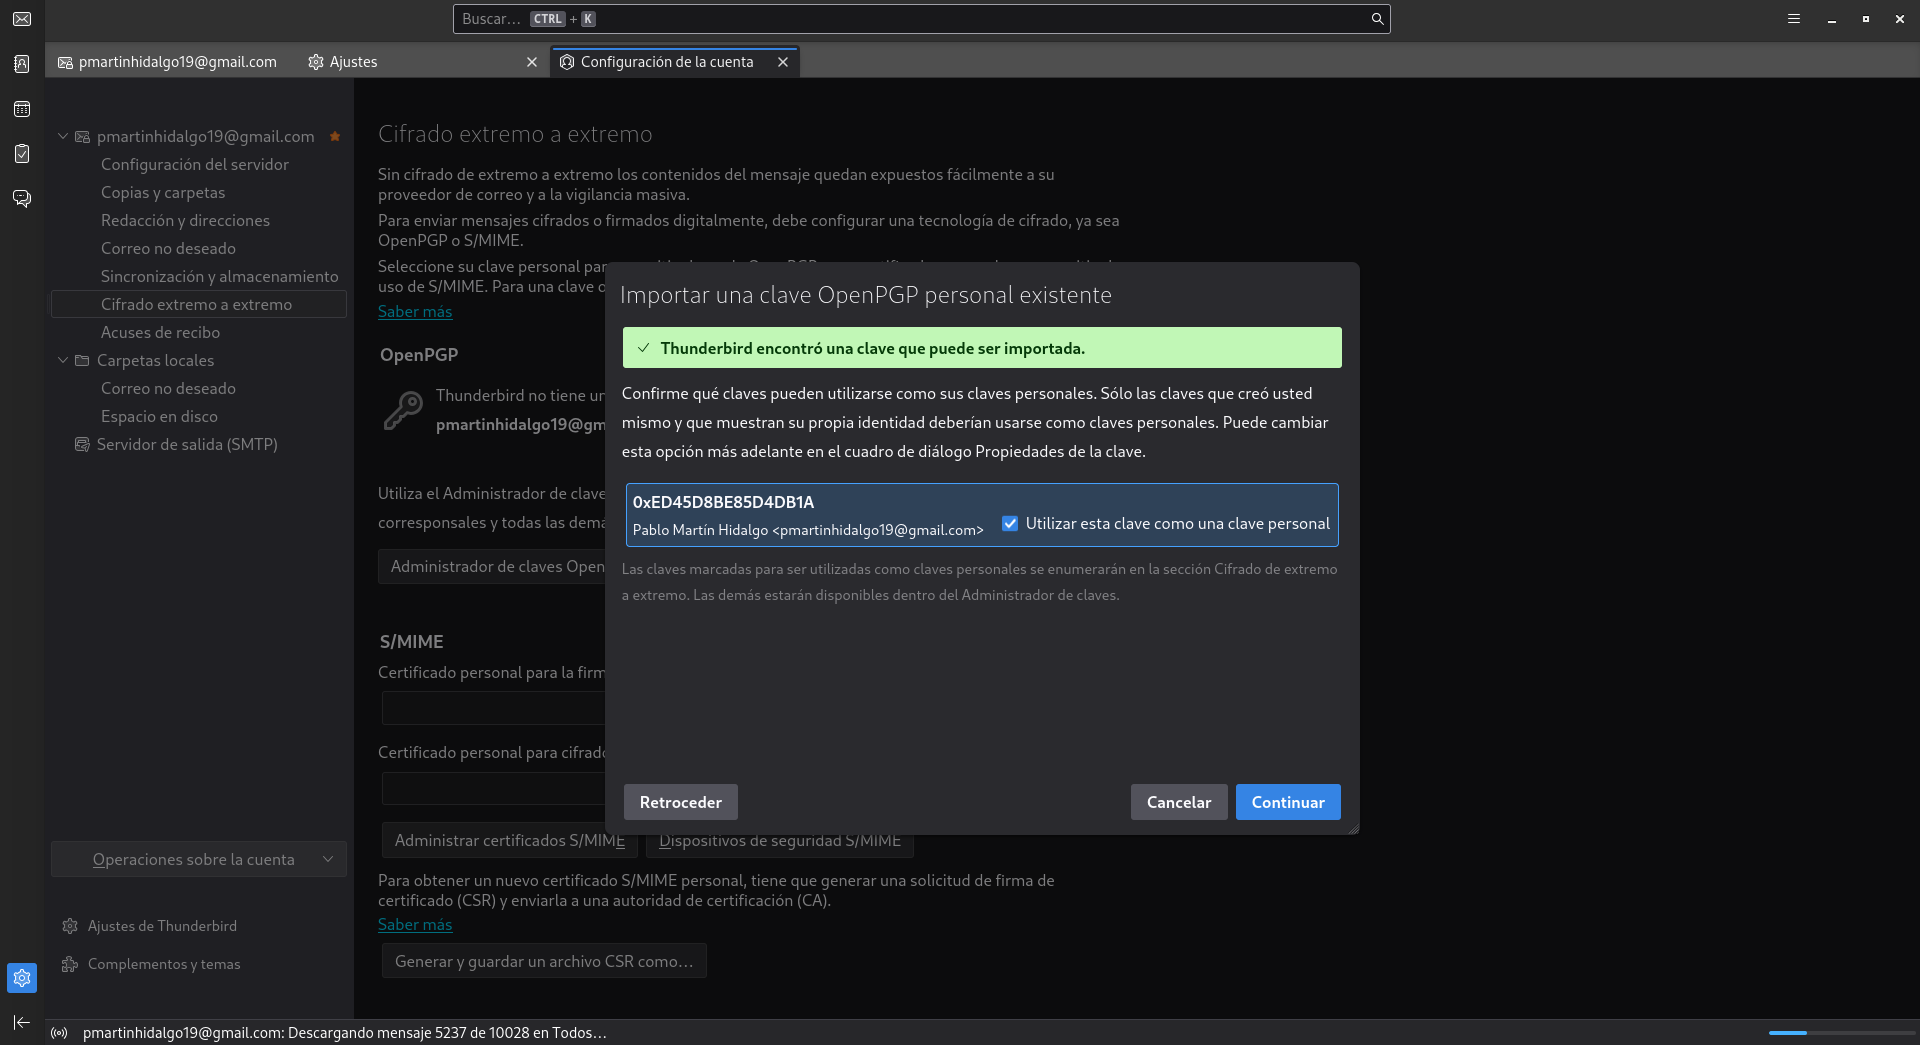 Buscar… CTRL + K
pmartinhidalgo19@gmail.com
Ajustes
Configuración de la cuenta
pmartinhidalgo19@gmail.com
Configuración del servidor
Copias y carpetas
Redacción y direcciones
Correo no deseado
Sincronización y almacenamiento
Cifrado extremo a extremo
Acuses de recibo
Carpetas locales
Correo no deseado
Espacio en disco
Servidor de salida (SMTP)
Operaciones sobre la cuenta
Ajustes de Thunderbird
Complementos y temas
Cifrado extremo a extremo
Sin cifrado de extremo a extremo los contenidos del mensaje quedan expuestos fácilmente a su
proveedor de correo y a la vigilancia masiva.
Para enviar mensajes cifrados o firmados digitalmente, debe configurar una tecnología de cifrado, ya sea
OpenPGP o S/MIME.
Seleccione su clave personal par
uso de S/MIME. Para una clave
Saber más
OpenPGP
Thunderbird no tiene un
pmartinhidalgo19@gm
Utiliza el Administrador de clave
corresponsales y todas las demá
Administrador de claves Open
S/MIME
Certificado personal para la firm
Certificado personal para cifrado
Administrar certificados S/MIME
Dispositivos de seguridad S/MIME
Para obtener un nuevo certificado S/MIME personal, tiene que generar una solicitud de firma de
certificado (CSR) y enviarla a una autoridad de certificación (CA).
Saber más
Generar y guardar un archivo CSR como…
Importar una clave OpenPGP personal existente
Thunderbird encontró una clave que puede ser importada.
Confirme qué claves pueden utilizarse como sus claves personales. Sólo las claves que creó usted
mismo y que muestran su propia identidad deberían usarse como claves personales. Puede cambiar
esta opción más adelante en el cuadro de diálogo Propiedades de la clave.
0xED45D8BE85D4DB1A
Pablo Martín Hidalgo <pmartinhidalgo19@gmail.com>
Utilizar esta clave como una clave personal
Las claves marcadas para ser utilizadas como claves personales se enumerarán en la sección Cifrado de extremo
a extremo. Las demás estarán disponibles dentro del Administrador de claves.
Retroceder
Cancelar
Continuar
pmartinhidalgo19@gmail.com: Descargando mensaje 5237 de 10028 en Todos…